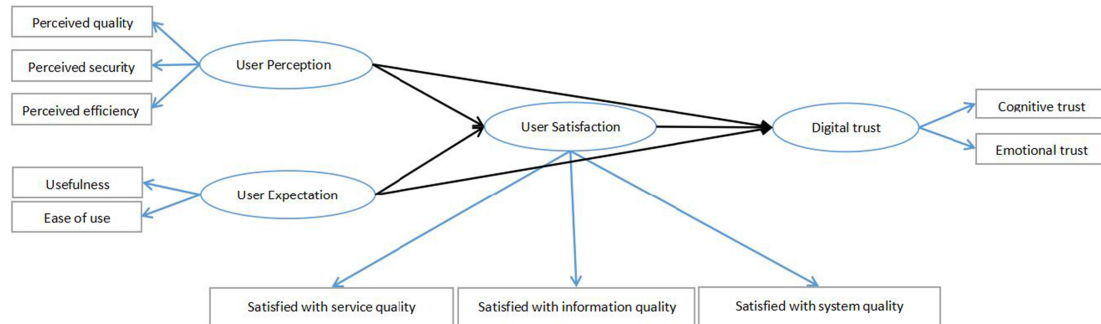 Perceived quality
Perceived security
Perceived efficiency
User Perception
User Satisfaction
Digital trust
Cognitive trust
Emotional trust
Usefulness
Ease of use
User Expectation
Satisfied with service quality
Satisfied with information quality
Satisfied with system quality